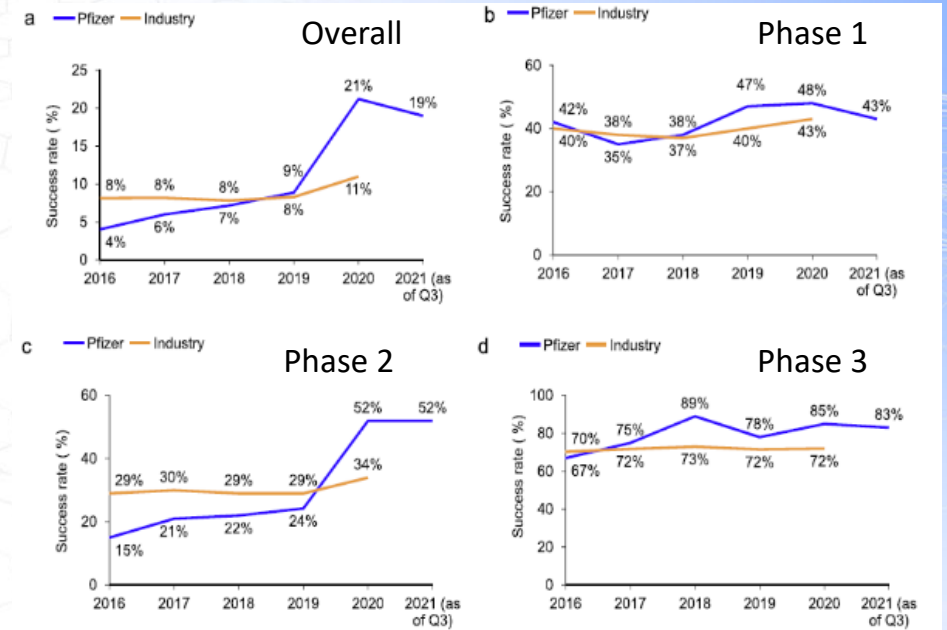 a
Pfizer Industry
Overall
Success rate ( %)
25
20
15
10
5
0
8% 8% 8% 9% 21% 19%
4% 6% 7% 8% 11%
2016 2017 2018 2019 2020 2021 (as
of Q3)
b
Pfizer Industry
Phase 1
Success rate (%)
60
40
20
0
42% 38% 38% 47% 48% 43%
40% 35% 37% 40% 43%
2016 2017 2018 2019 2020 2021 (as
of Q3)
c
Pfizer Industry
Phase 2
Success rate ( %)
60
40
20
0
29% 30% 29% 29% 52% 52%
15% 21% 22% 24% 34%
2016 2017 2018 2019 2020 2021 (as
of Q3)
d
Pfizer Industry
Phase 3
Success rate ( %)
100
80
60
40
20
0
70% 75% 89% 78% 85% 83%
67% 72% 73% 72% 72%
2016 2017 2018 2019 2020 2021 (as
of Q3)